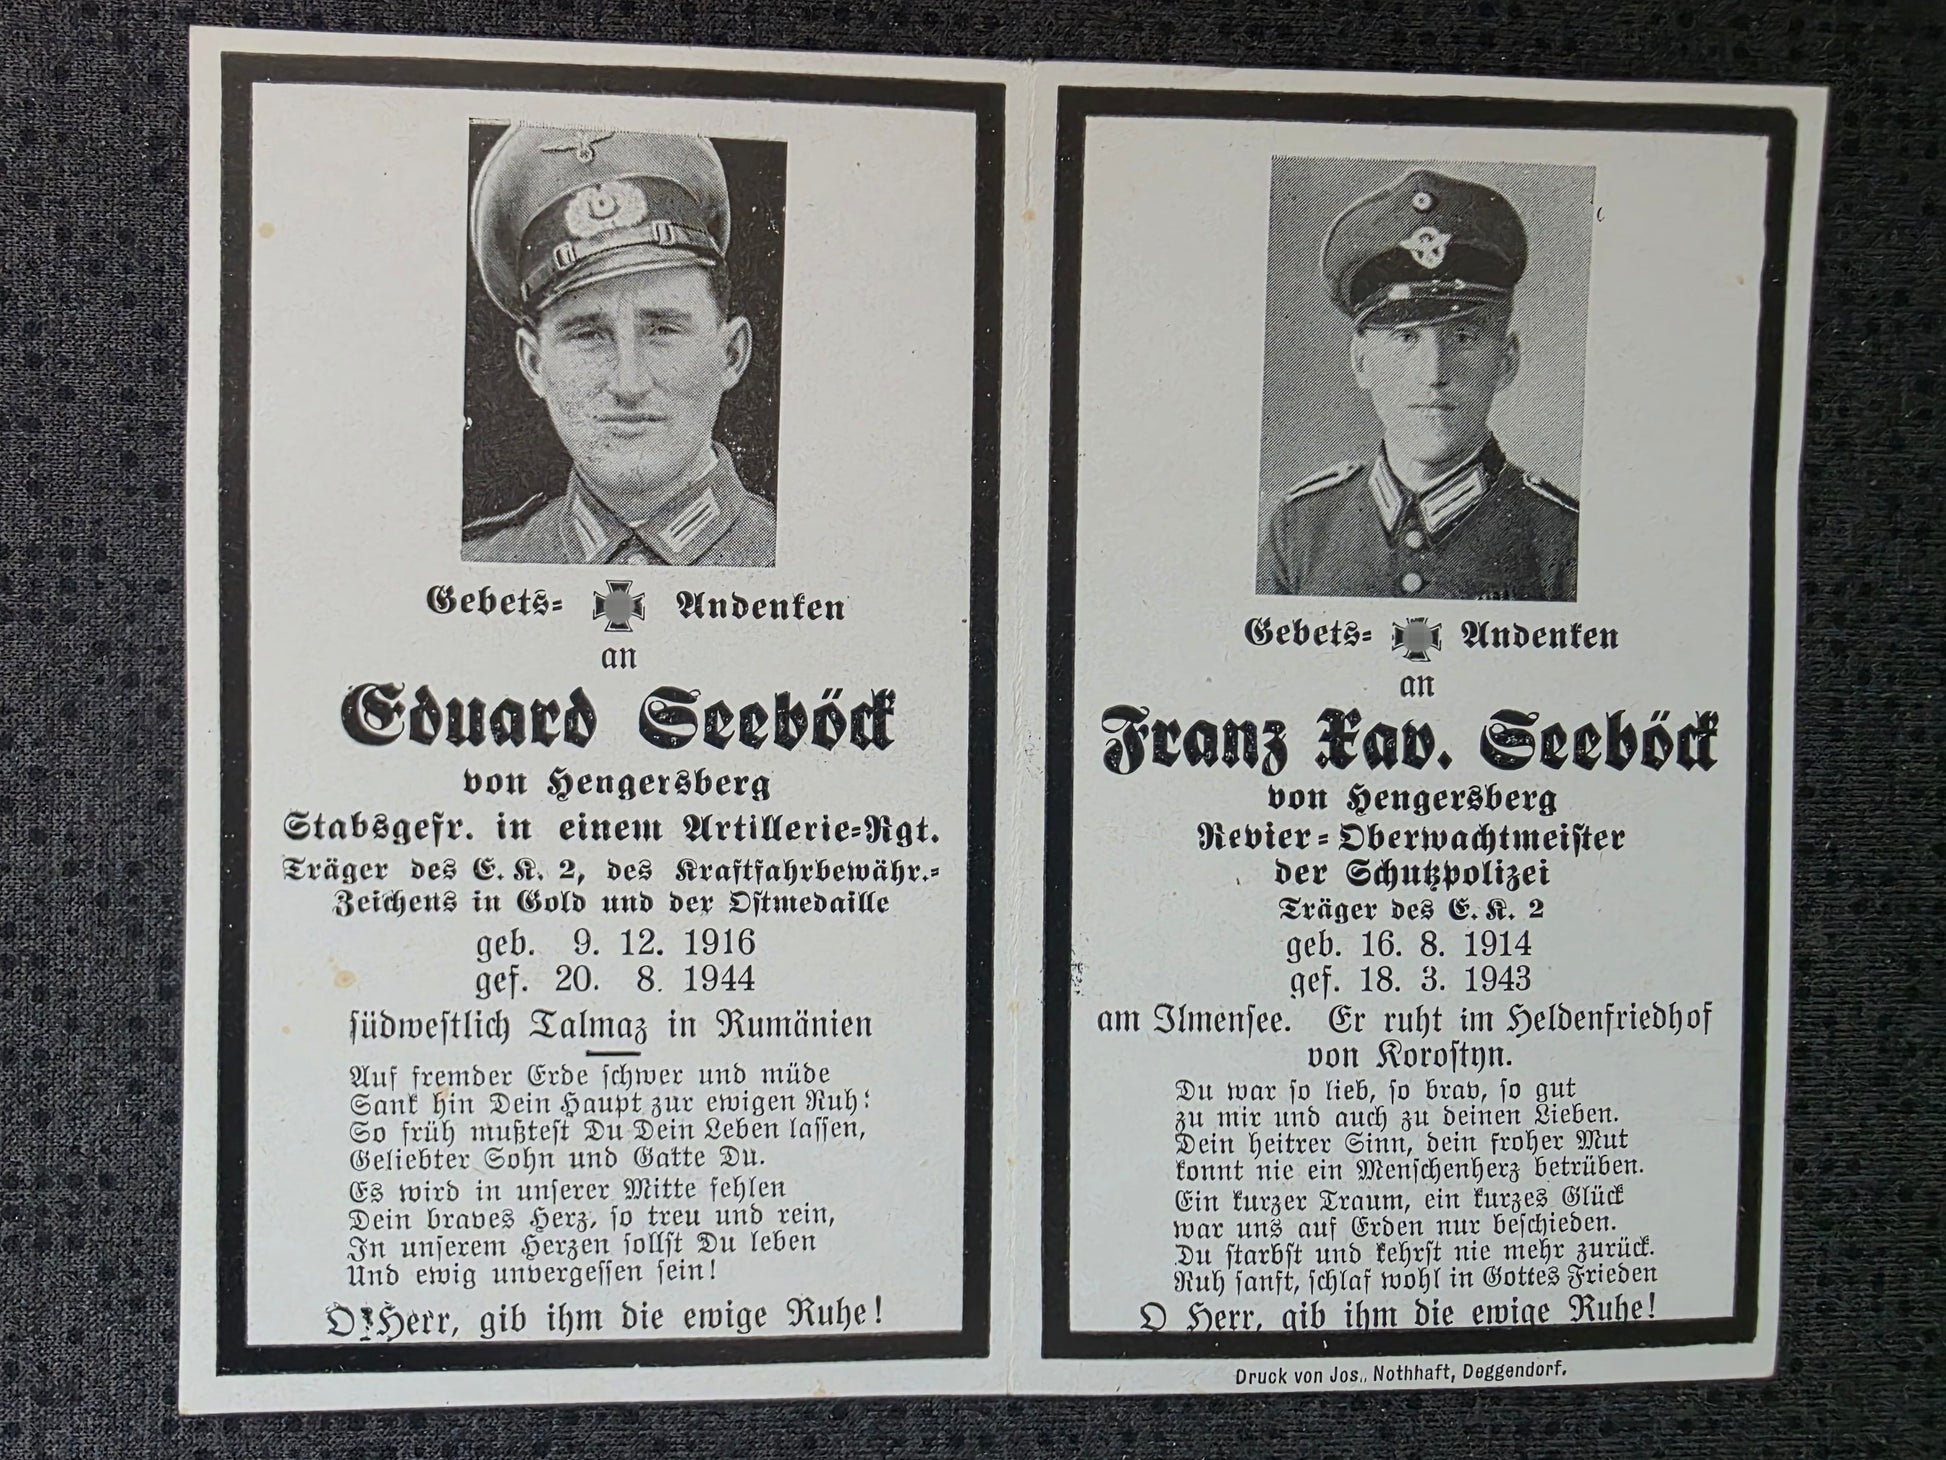 Gebets= Andenken
an
Eduard Seeböck
von Hengersberg
Stabsgefr. in einem Artillerie=Rgt.
Träger des E. K. 2, des Kraftfahrbewähr.=
Zeichens in Gold und der Ostmedaille
geb. 9. 12. 1916
gef. 20. 8. 1944
südwestlich Talmaz in Rumänien
Auf fremder Erde schwer und müde
Sank hin Dein Haupt zur ewigen Ruh:
So früh mußtest Du Dein Leben lassen,
Geliebter Sohn und Gatte Du.
Es wird in unserer Mitte fehlen
Dein braves Herz, so treu und rein,
In unserem Herzen sollst Du leben
Und ewig unvergessen sein!
O! Herr, gib ihm die ewige Ruhe!
Gebets= Andenken
an
Franz Xav. Seeböck
von Hengersberg
Revier=Oberwachtmeister
der Schutzpolizei
Träger des E. K. 2
geb. 16. 8. 1914
gef. 18. 3. 1943
am Ilmensee. Er ruht im Heldenfriedhof
von Korostyn.
Du war so lieb, so brav, so gut
zu mir und auch zu deinen Lieben.
Dein heitrer Sinn, dein froher Mut
konnt nie ein Menschenherz betrüben.
Ein kurzer Traum, ein kurzes Glück
war uns auf Erden nur beschieden.
Du starbst und kehrst nie mehr zurück.
Ruh sanft, schlaf wohl in Gottes Frieden
O Herr, gib ihm die ewige Ruhe!
Druck von Jos., Nothhaft, Deggendorf.